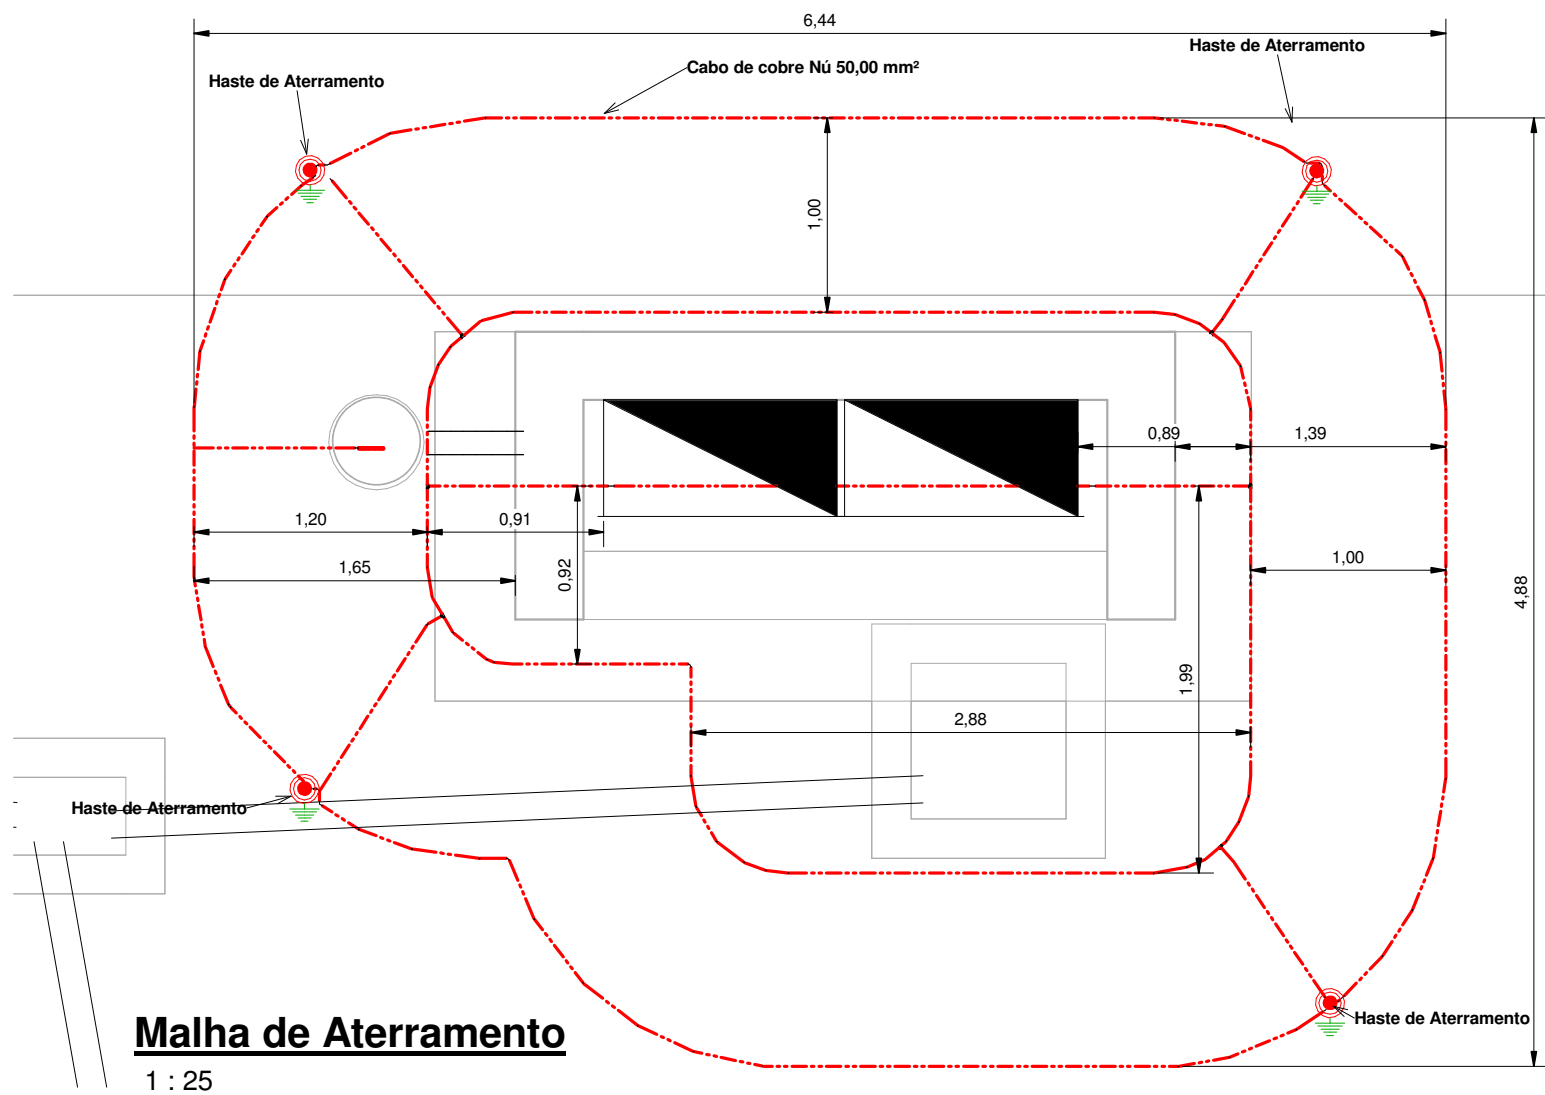 6,44
Haste de Aterramento
Cabo de cobre Nú 50,00 mm²
Haste de Aterramento
1,00
0,89
1,39
1,20
0,91
1,65
0,92
1,00
4,88
1,99
2,88
Haste de Aterramento
Haste de Aterramento
Malha de Aterramento
1 : 25